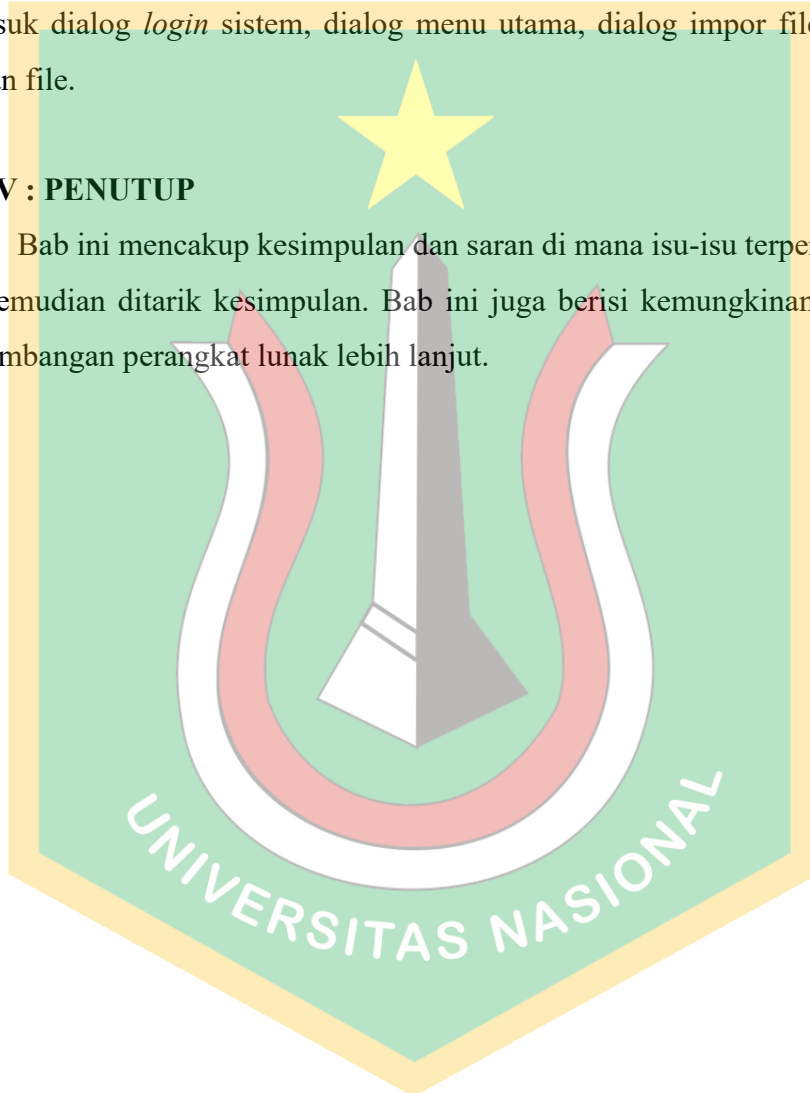 suk dialog login sistem, dialog menu utama, dialog impor file
n file.
V : PENUTUP
Bab ini mencakup kesimpulan dan saran di mana isu-isu terpe
emudian ditarik kesimpulan. Bab ini juga berisi kemungkinan
mbangan perangkat lunak lebih lanjut.
UNIVERSITAS NASIONAL